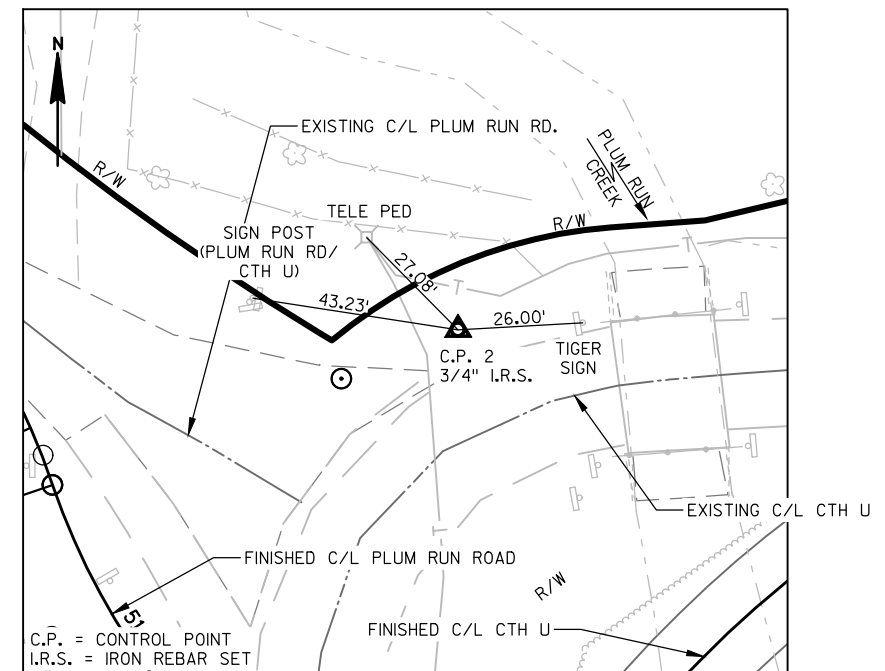 N
EXISTING C/L PLUM RUN RD.
R/W
PLUM RUN
CREEK
TELE PED
R/W
SIGN POST
(PLUM RUN RD/
CTH U)
27.08'
T
T
43.23'
26.00'
C.P. 2
3/4" I.R.S.
TIGER
SIGN
EXISTING C/L CTH U
T
FINISHED C/L PLUM RUN ROAD
R/W
51
FINISHED C/L CTH U
C.P. = CONTROL POINT
I.R.S. = IRON REBAR SET